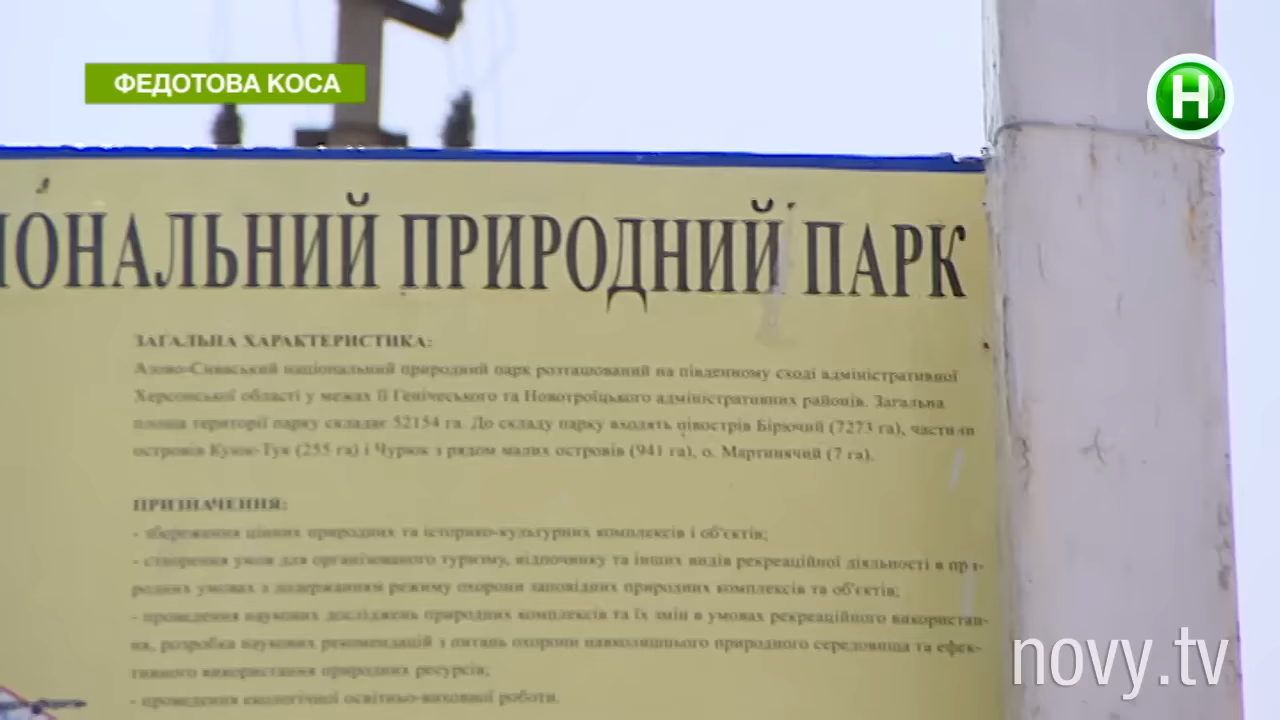 ФЕДОТОВА КОСА
Н
ІОНАЛЬНИЙ ПРИРОДНИЙ ПАРК
ЗАГАЛЬНА ХАРАКТЕРИСТИКА:
Азово-Сиваський національний природний парк розташований на південному сході адміністративної
Херсонської області у межах її Генічеського та Новотроїцького адміністративних районів. Загальна
площа території парку складає 52154 га. До складу парку входять півострів Бірючий (7273 га), частини
островів Куюк-Тук (255 га) і Чурюк з рядом малих островів (941 га), о. Мартинячий (7 га).
ПРИЗНАЧЕННЯ:
- збереження цінних природних та історико-культурних комплексів і об'єктів;
- створення умов для організованого туризму, відпочинку та інших видів рекреаційної діяльності в при-
родних умовах з додержанням режиму охорони заповідних природних комплексів та об'єктів;
- проведення наукових досліджень природних комплексів та їх змін в умовах рекреаційного використан-
ня, розробка наукових рекомендацій з питань охорони навколишнього природного середовища та ефек-
тивного використання природних ресурсів;
- проведення екологічної освітньо-виховної роботи.
novy.tv